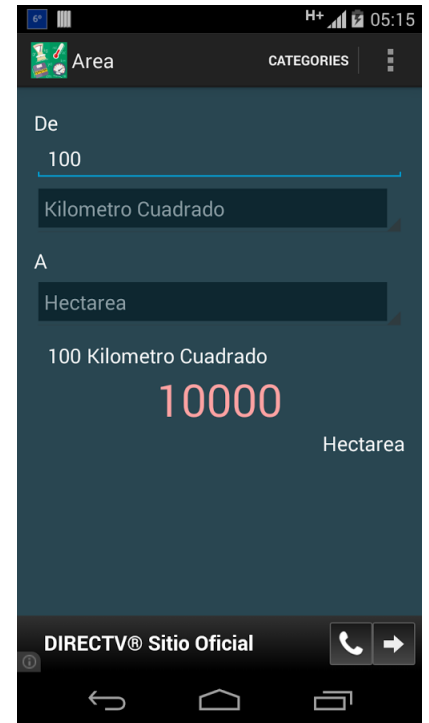 6°
H+ 05:15
Area
CATEGORIES
De
100
Kilometro Cuadrado
A
Hectarea
100 Kilometro Cuadrado
10000
Hectarea
DIRECTV® Sitio Oficial